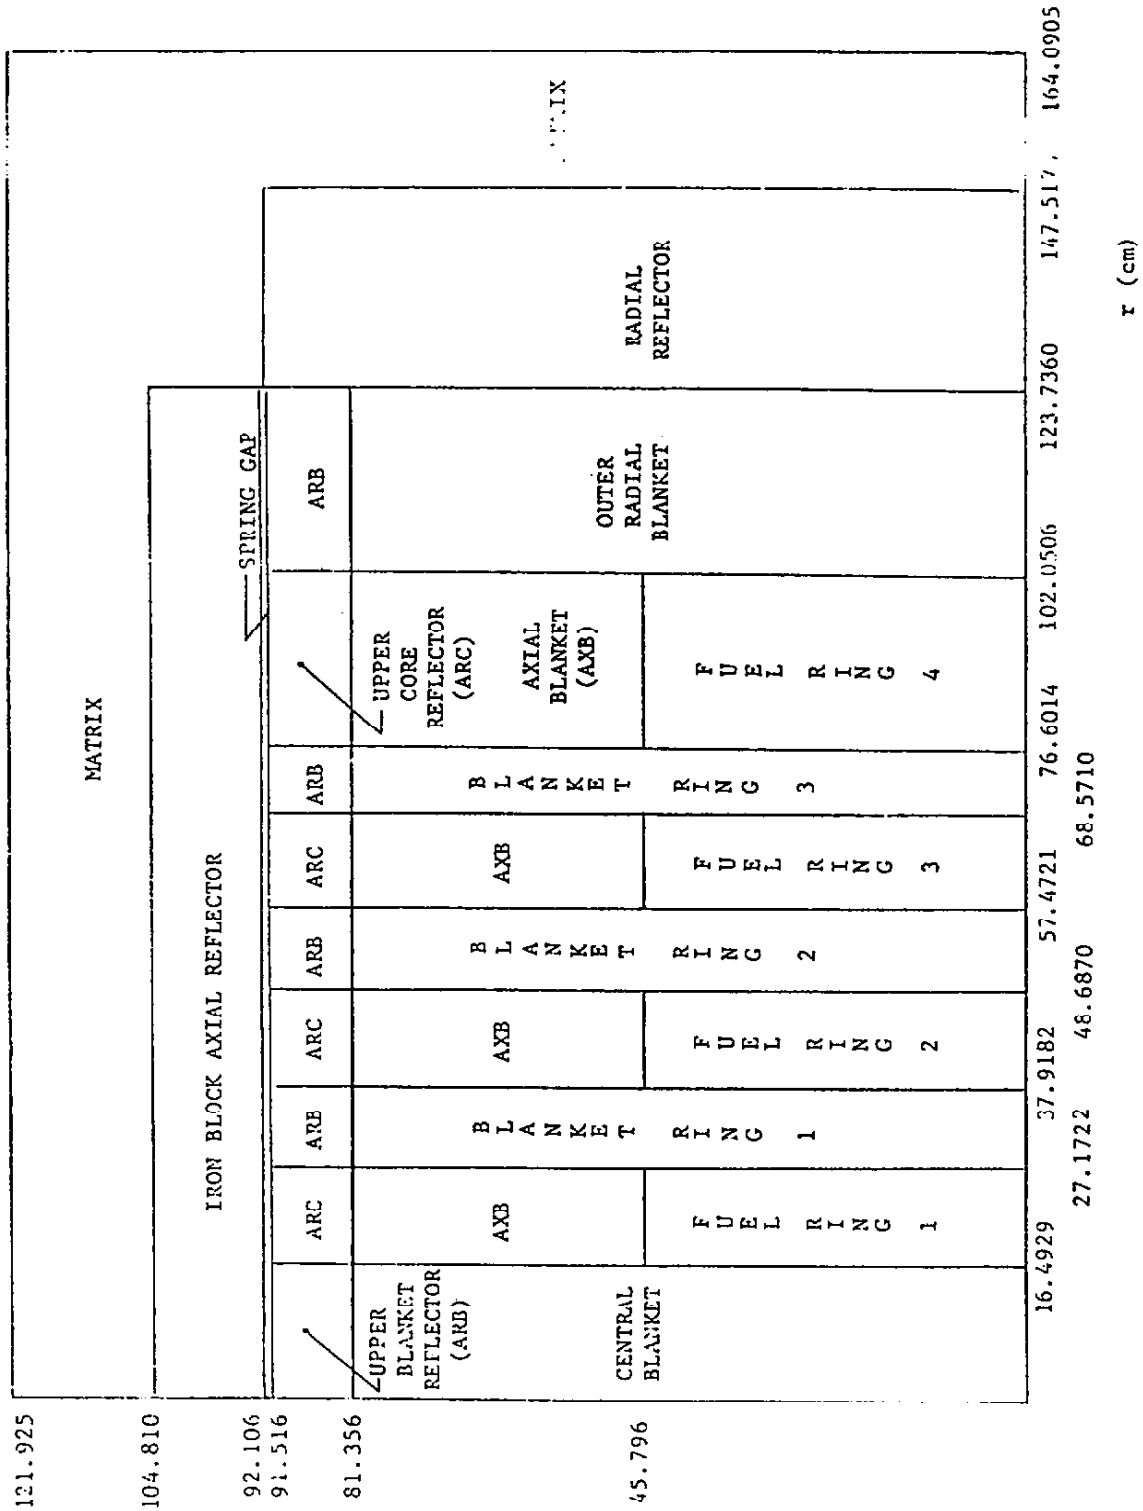 121.925
104.810
92.106
91.516
81.356
45.796
MATRIX
IRON BLOCK AXIAL REFLECTOR
SPRING GAP
UPPER
BLANKET
REFLECTOR
(ARB)
ARC
ARB
ARC
ARB
ARC
ARB
UPPER
CORE
REFLECTOR
(ARC)
ARB
CENTRAL
BLANKET
AXB
FUEL RING 1
BLANKET RING 1
AXB
FUEL RING 2
BLANKET RING 2
AXB
FUEL RING 3
BLANKET RING 3
AXIAL
BLANKET
(AXB)
FUEL RING 4
OUTER
RADIAL
BLANKET
RADIAL
REFLECTOR
16.4929
27.1722
37.9182
48.6870
57.4721
68.5710
76.6014
102.0506
123.7360
147.517
164.0905
r (cm)